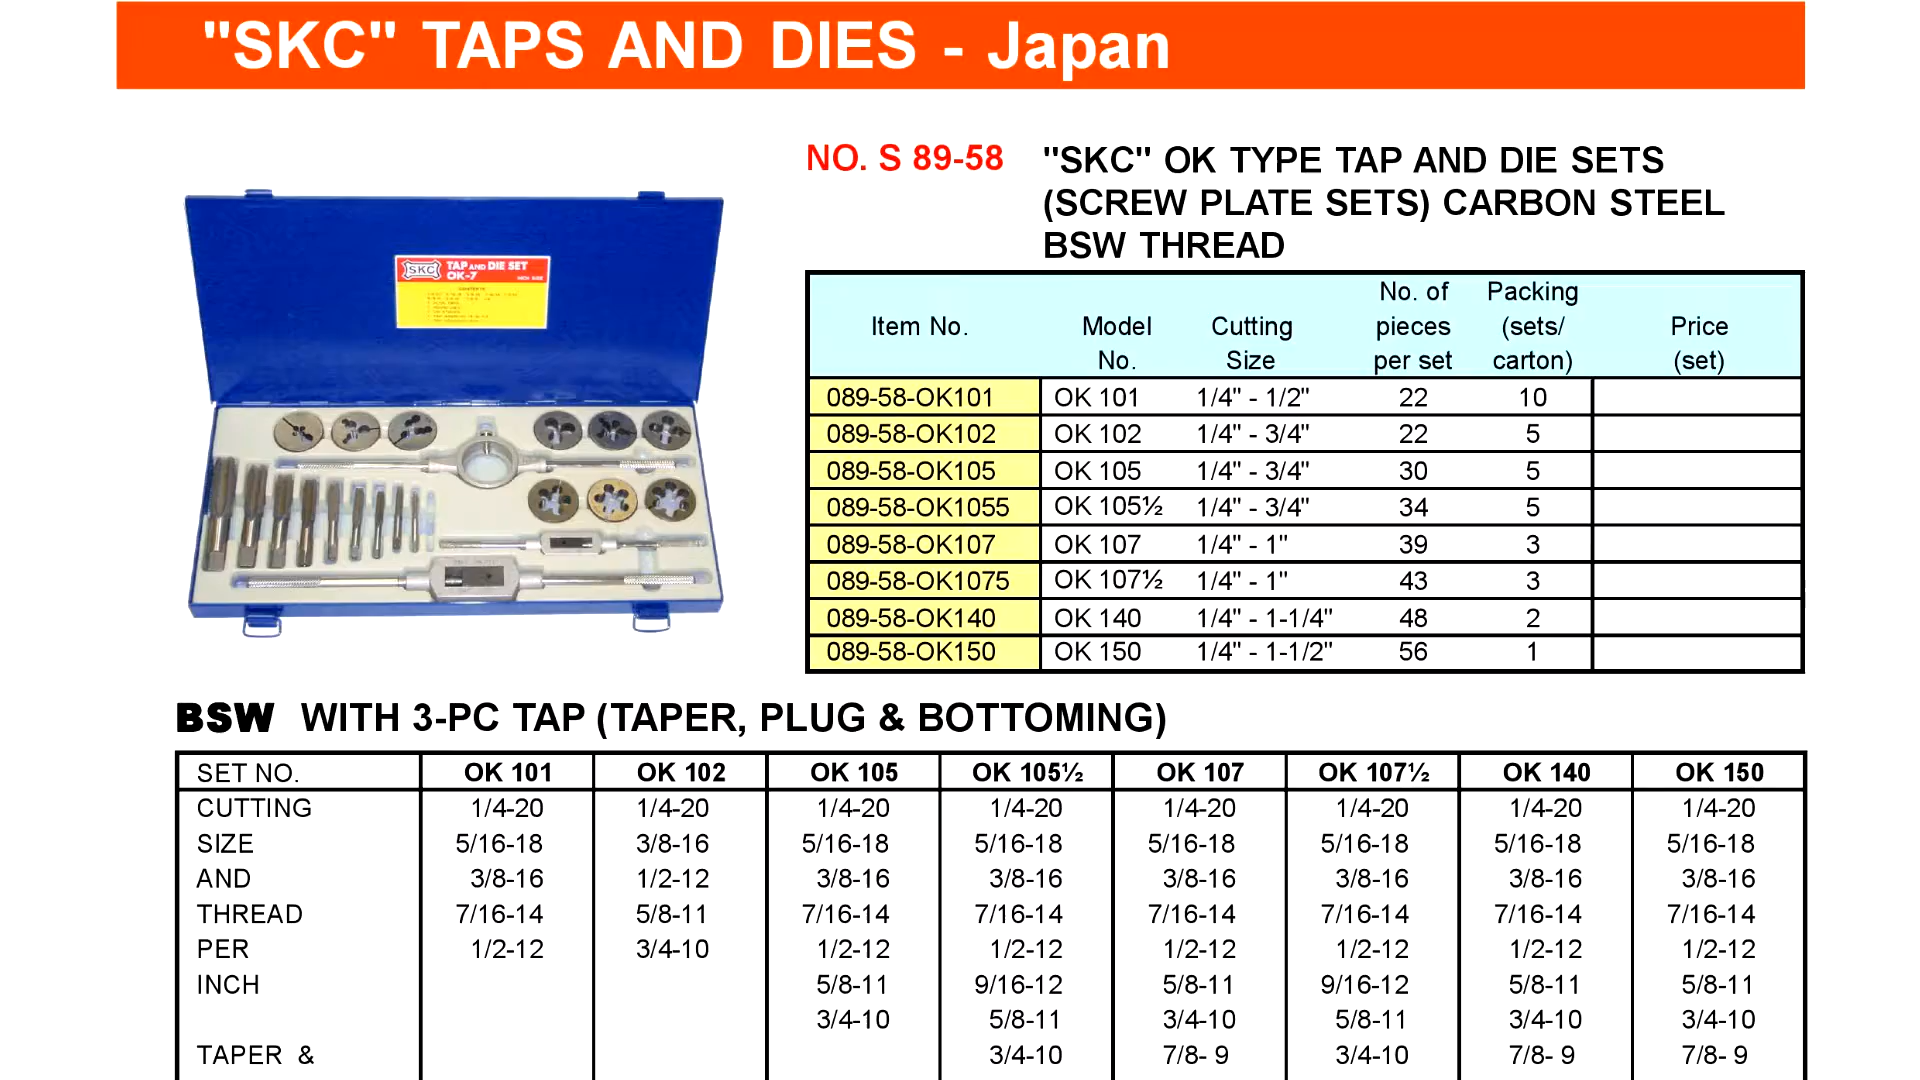 "SKC" TAPS AND DIES - Japan
NO. S 89-58 "SKC" OK TYPE TAP AND DIE SETS
(SCREW PLATE SETS) CARBON STEEL
BSW THREAD
SKC TAP AND DIE SET
OK-7
INCH SIZE
CONTENTS
No. of Packing
Item No. Model Cutting pieces (sets/ Price
No. Size per set carton) (set)
089-58-OK101 OK 101 1/4" - 1/2" 22 10
089-58-OK102 OK 102 1/4" - 3/4" 22 5
089-58-OK105 OK 105 1/4" - 3/4" 30 5
089-58-OK1055 OK 105½ 1/4" - 3/4" 34 5
089-58-OK107 OK 107 1/4" - 1" 39 3
089-58-OK1075 OK 107½ 1/4" - 1" 43 3
089-58-OK140 OK 140 1/4" - 1-1/4" 48 2
089-58-OK150 OK 150 1/4" - 1-1/2" 56 1
BSW WITH 3-PC TAP (TAPER, PLUG & BOTTOMING)
SET NO. OK 101 OK 102 OK 105 OK 105½ OK 107 OK 107½ OK 140 OK 150
CUTTING 1/4-20 1/4-20 1/4-20 1/4-20 1/4-20 1/4-20 1/4-20 1/4-20
SIZE 5/16-18 3/8-16 5/16-18 5/16-18 5/16-18 5/16-18 5/16-18 5/16-18
AND 3/8-16 1/2-12 3/8-16 3/8-16 3/8-16 3/8-16 3/8-16 3/8-16
THREAD 7/16-14 5/8-11 7/16-14 7/16-14 7/16-14 7/16-14 7/16-14 7/16-14
PER 1/2-12 3/4-10 1/2-12 1/2-12 1/2-12 1/2-12 1/2-12 1/2-12
INCH 5/8-11 9/16-12 5/8-11 9/16-12 5/8-11 5/8-11
3/4-10 5/8-11 3/4-10 5/8-11 3/4-10 3/4-10
TAPER & 3/4-10 7/8- 9 3/4-10 7/8- 9 7/8- 9